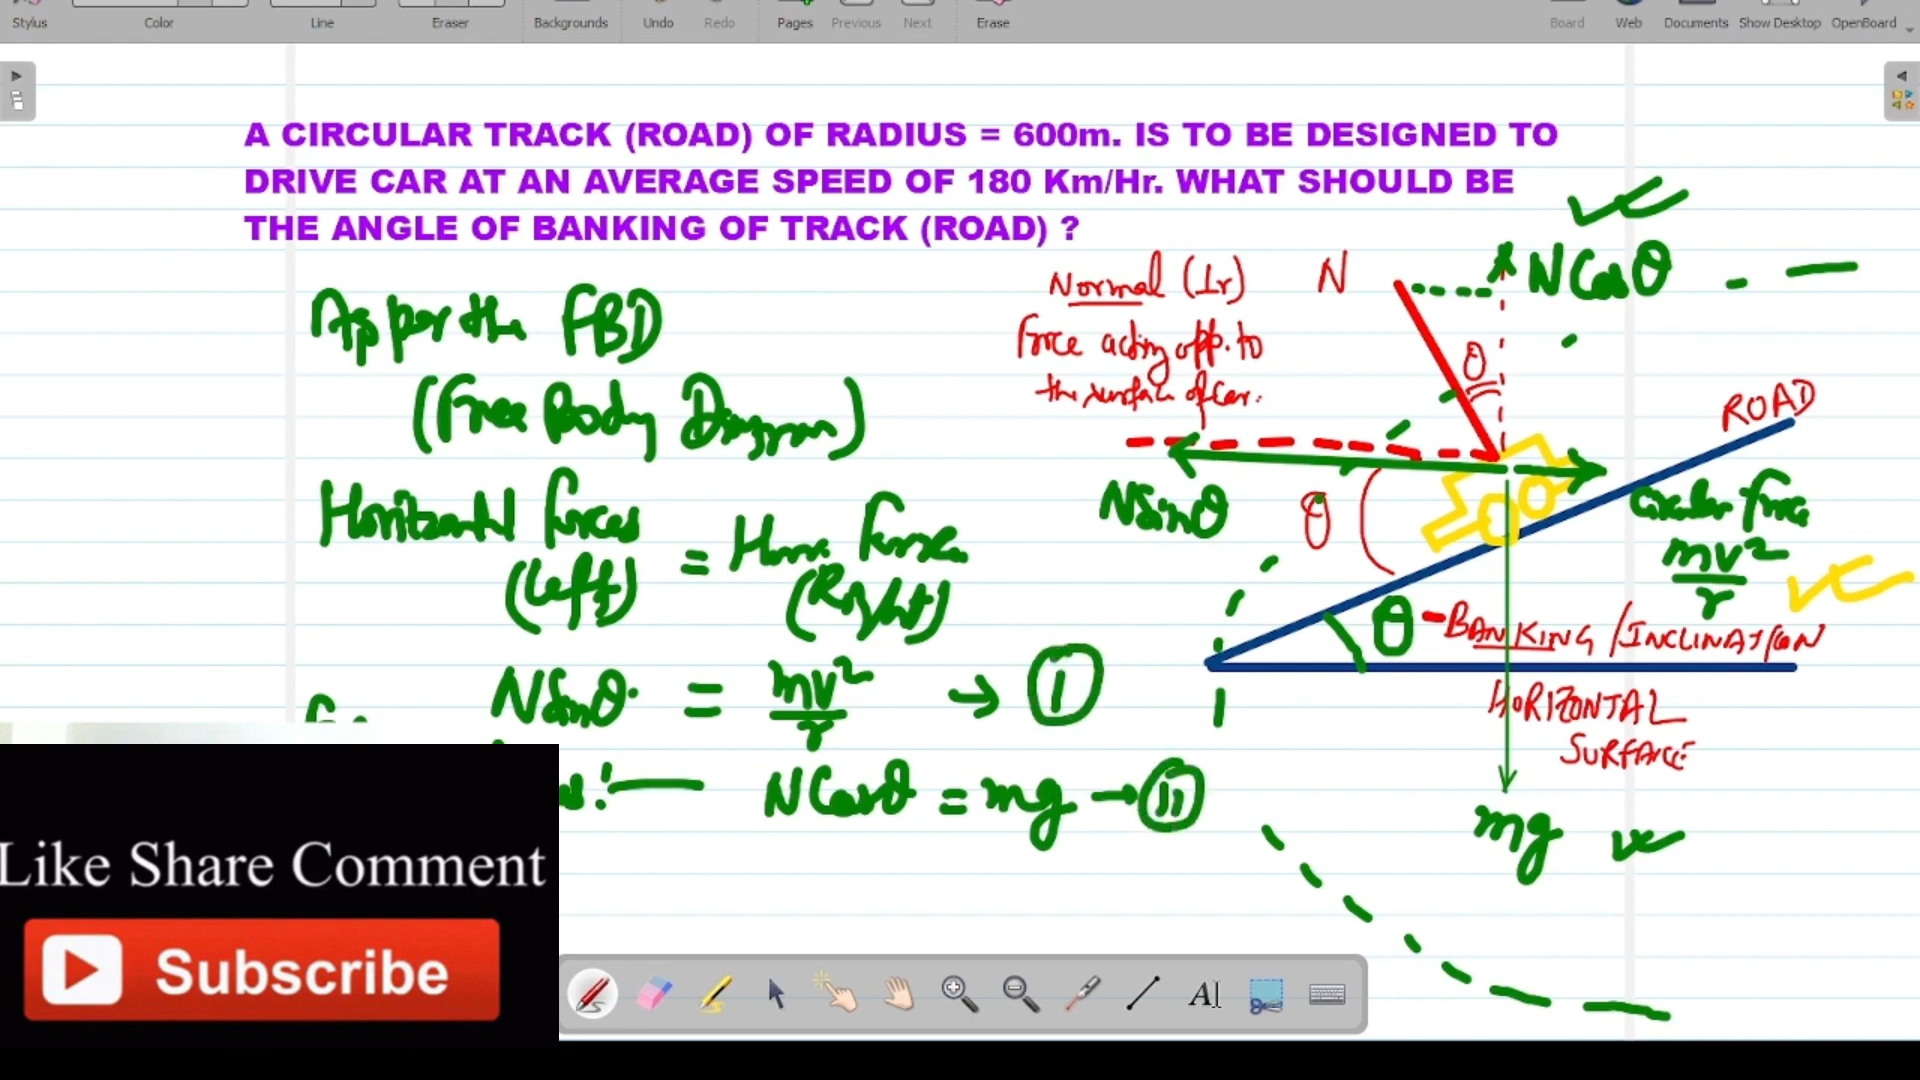 Stylus Color Line Eraser Backgrounds Undo Redo Pages Previous Next Erase Board Web Documents Show Desktop OpenBoard
A CIRCULAR TRACK (ROAD) OF RADIUS = 600m. IS TO BE DESIGNED TO
DRIVE CAR AT AN AVERAGE SPEED OF 180 Km/Hr. WHAT SHOULD BE
THE ANGLE OF BANKING OF TRACK (ROAD) ?
As per the FBD
(Free Body Diagram)
Horizontal forces
(left)
=
(Right)
NSinθ = mv²/r → I
NCosθ = mg → II
Normal (Lr)
Force acting opp. to
the surface of car.
N
NCosθ
θ
ROAD
NSinθ
θ
Circular force
mv²/r
θ - BANKING / INCLINATION
HORIZONTAL
SURFACE
mg
Like Share Comment
Subscribe
AI